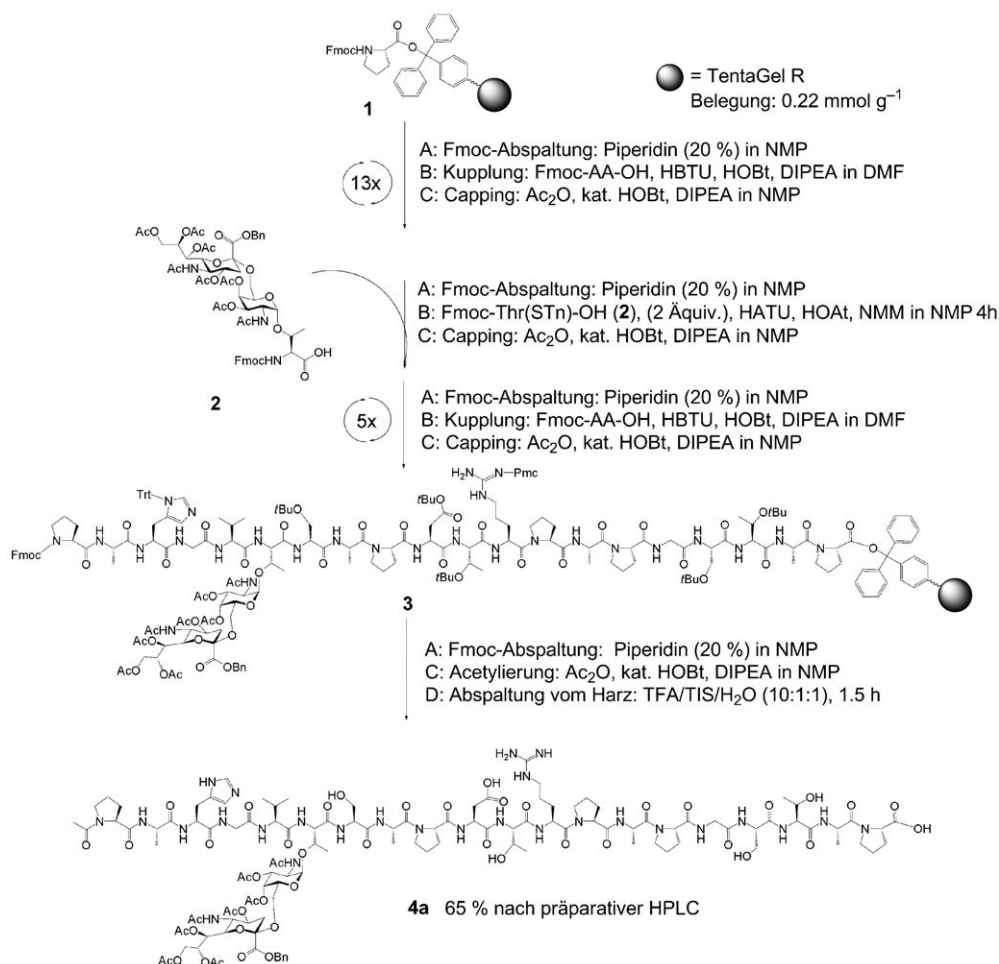 FmocN
O
O
1
= TentaGel R
Belegung: 0.22 mmol g⁻¹
13x
A: Fmoc-Abspaltung: Piperidin (20 %) in NMP
B: Kupplung: Fmoc-AA-OH, HBTU, HOBt, DIPEA in DMF
C: Capping: Ac₂O, kat. HOBt, DIPEA in NMP
AcO
OAc
OAc
O
OBn
O
AcHN
AcOOAc
O
O
AcO
AcHN
O
FmocHN
OH
O
2
A: Fmoc-Abspaltung: Piperidin (20 %) in NMP
B: Fmoc-Thr(STn)-OH (2), (2 Äquiv.), HATU, HOAt, NMM in NMP 4h
C: Capping: Ac₂O, kat. HOBt, DIPEA in NMP
5x
A: Fmoc-Abspaltung: Piperidin (20 %) in NMP
B: Kupplung: Fmoc-AA-OH, HBTU, HOBt, DIPEA in DMF
C: Capping: Ac₂O, kat. HOBt, DIPEA in NMP
H₂N
N-Pmc
HN
Trt
N
N
tBuO
tBuO
O
OtBu
Fmoc
tBuO
tBuO
AcHN
AcO
AcOOAc
AcHN
AcO
AcO
OAc
O
OBn
3
A: Fmoc-Abspaltung: Piperidin (20 %) in NMP
C: Acetylierung: Ac₂O, kat. HOBt, DIPEA in NMP
D: Abspaltung vom Harz: TFA/TIS/H₂O (10:1:1), 1.5 h
H₂N
NH
HN
HN
N
HO
OH
O
OH
OH
HO
HO
AcHN
AcO
AcO
AcO
OAc
AcHN
AcO
AcO
OAc
O
OBn
4a 65 % nach präparativer HPLC